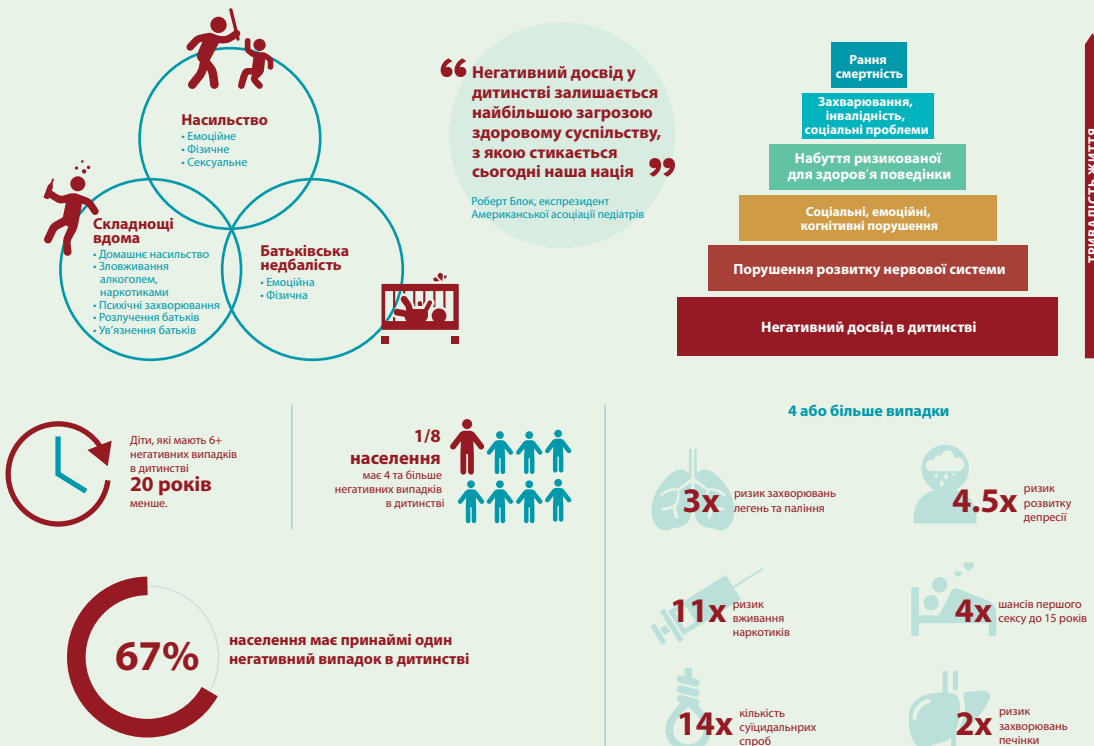 Насильство
• Емоційне
• Фізичне
• Сексуальне
Складнощі
вдома
• Домашнє насильство
• Зловживання
алкоголем,
наркотиками
• Психічні захворювання
• Розлучення батьків
• Ув'язнення батьків
Батьківська
недбалість
• Емоційна
• Фізична
“ Негативний досвід у
дитинстві залишається
найбільшою загрозою
здоровому суспільству,
з якою стикається
сьогодні наша нація ”
Роберт Блок, експрезидент
Американської асоціації педіатрів
Рання
смертність
Захварювання,
інвалідність,
соціальні проблеми
Набуття ризикованої
для здоров'я поведінки
Соціальні, емоційні,
когнітивні порушення
Порушення розвитку нервової системи
Негативний досвід в дитинстві
ТРИВАЛІСТЬ ЖИТТЯ
Діти, які мають 6+
негативних випадків
в дитинстві
20 років
менше.
1/8
населення
має 4 та більше
негативних випадків
в дитинстві
67%
населення має принаймі один
негативний випадок в дитинстві
4 або більше випадки
3x
ризик захворювань
легень та паління
4.5x
ризик
розвитку
депресії
11x
ризик
вживання
наркотиків
4x
шансів першого
сексу до 15 років
14x
кількість
суїцидальнрих
спроб
2x
ризик
захворювань
печінки